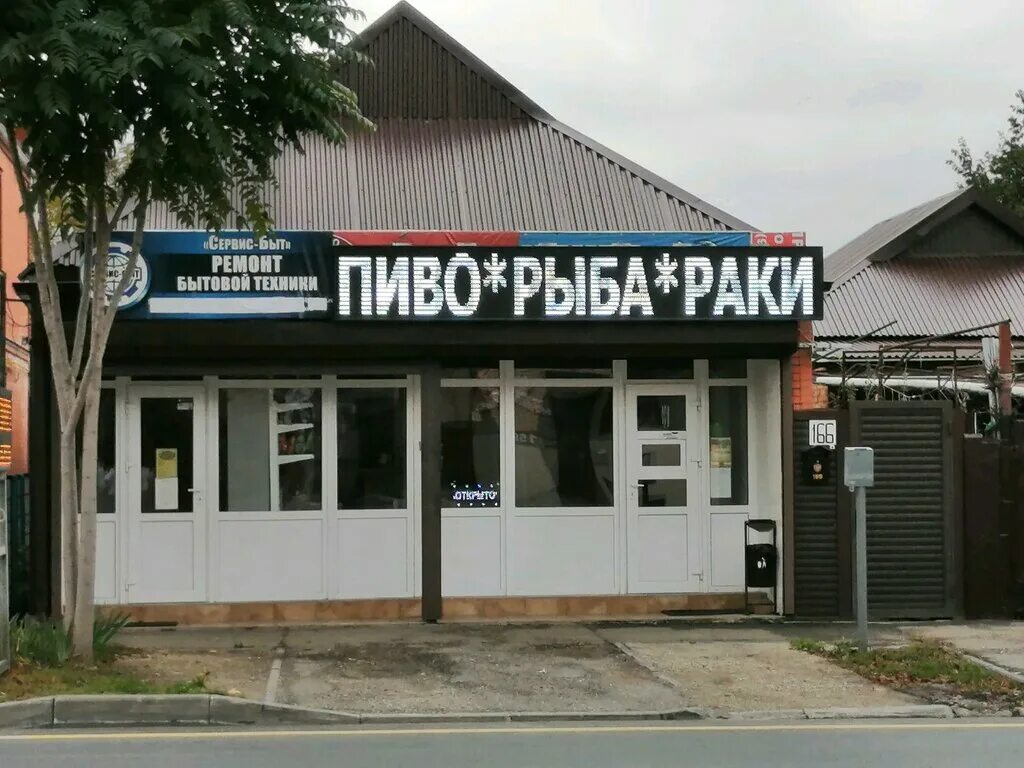 «Сервис-Быт»
РЕМОНТ
БЫТОВОЙ ТЕХНИКИ
ПИВО*РЫБА*РАКИ
ОТКРЫТО
166